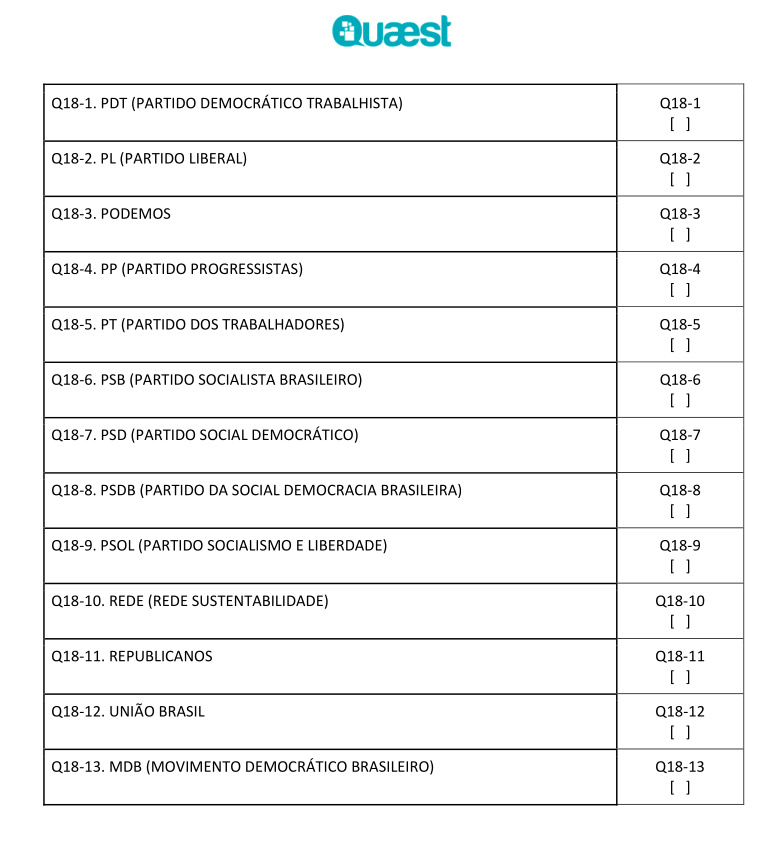 Quaest
Q18-1. PDT (PARTIDO DEMOCRÁTICO TRABALHISTA) Q18-1
[ ]
Q18-2. PL (PARTIDO LIBERAL) Q18-2
[ ]
Q18-3. PODEMOS Q18-3
[ ]
Q18-4. PP (PARTIDO PROGRESSISTAS) Q18-4
[ ]
Q18-5. PT (PARTIDO DOS TRABALHADORES) Q18-5
[ ]
Q18-6. PSB (PARTIDO SOCIALISTA BRASILEIRO) Q18-6
[ ]
Q18-7. PSD (PARTIDO SOCIAL DEMOCRÁTICO) Q18-7
[ ]
Q18-8. PSDB (PARTIDO DA SOCIAL DEMOCRACIA BRASILEIRA) Q18-8
[ ]
Q18-9. PSOL (PARTIDO SOCIALISMO E LIBERDADE) Q18-9
[ ]
Q18-10. REDE (REDE SUSTENTABILIDADE) Q18-10
[ ]
Q18-11. REPUBLICANOS Q18-11
[ ]
Q18-12. UNIÃO BRASIL Q18-12
[ ]
Q18-13. MDB (MOVIMENTO DEMOCRÁTICO BRASILEIRO) Q18-13
[ ]